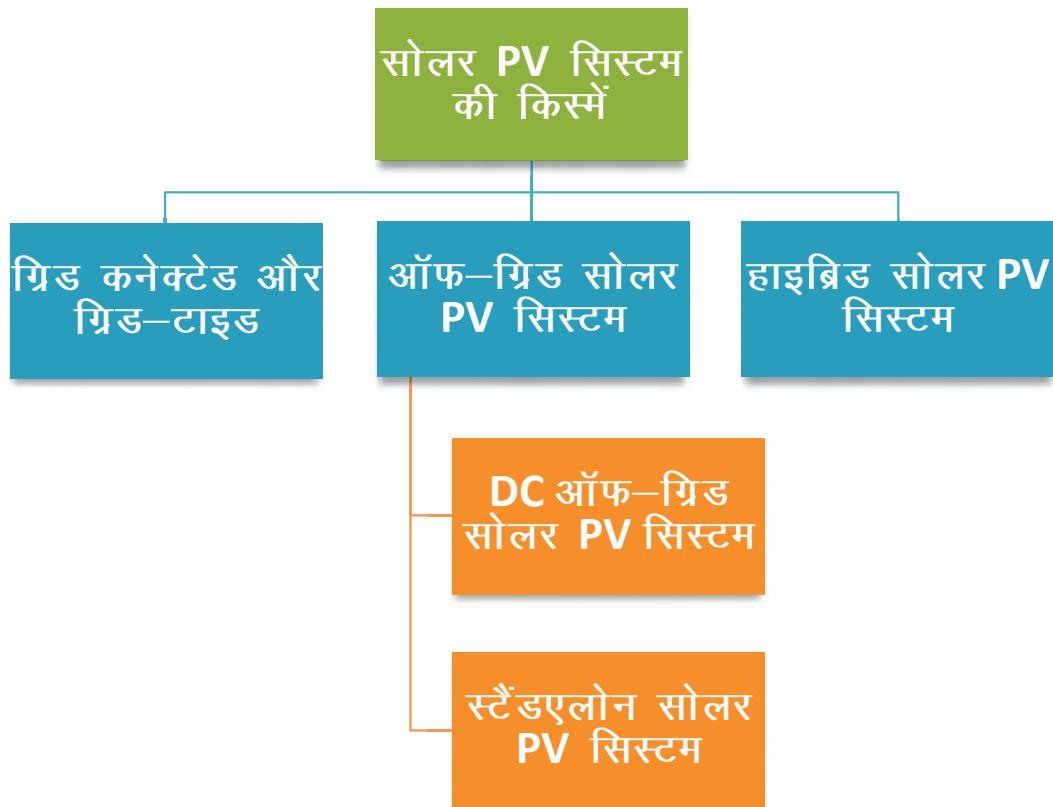 सोलर PV सिस्टम
की किस्में
ग्रिड कनेक्टेड और
ग्रिड–टाइड
ऑफ–ग्रिड सोलर
PV सिस्टम
हाइब्रिड सोलर PV
सिस्टम
DC ऑफ–ग्रिड
सोलर PV सिस्टम
स्टैंडएलोन सोलर
PV सिस्टम